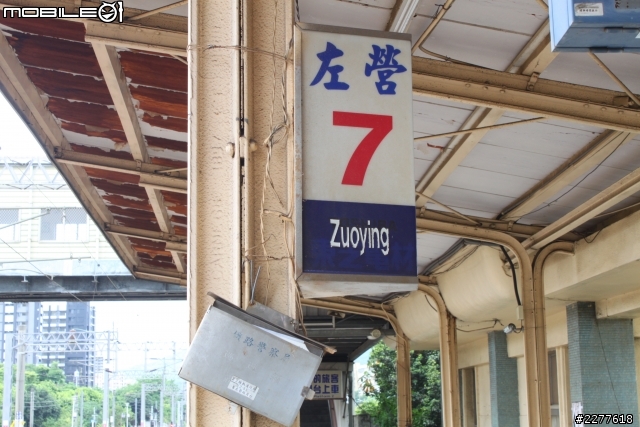 MOBILE01
左營
7
Zuoying
#2277618